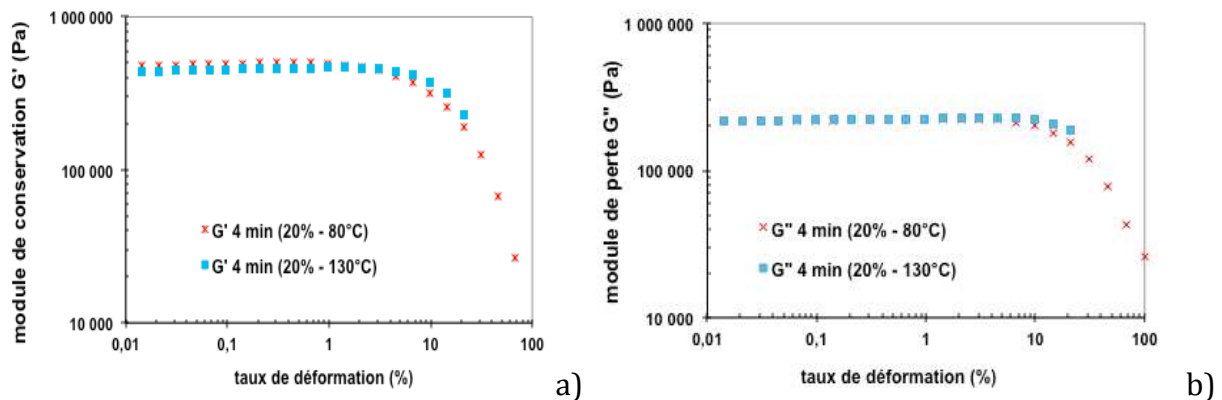 module de conservation G' (Pa)
1 000 000
100 000
10 000
G' 4 min (20% - 80°C)
G' 4 min (20% - 130°C)
0,01
0,1
1
10
100
taux de déformation (%)
a)
module de perte G" (Pa)
1 000 000
100 000
10 000
G" 4 min (20% - 80°C)
G" 4 min (20% - 130°C)
0,01
0,1
1
10
100
taux de déformation (%)
b)